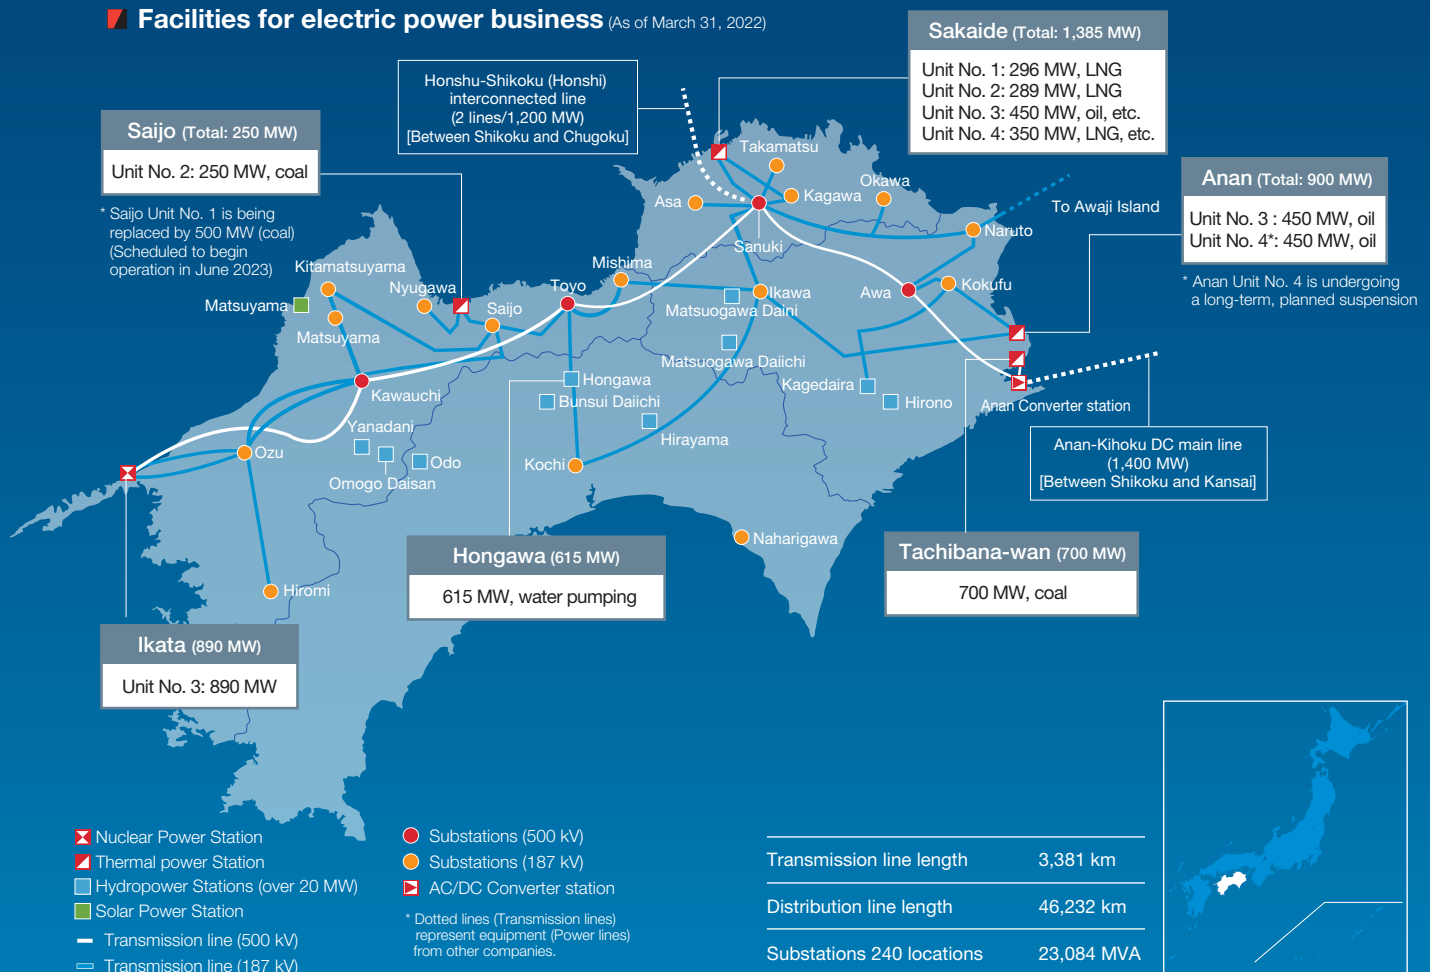 Facilities for electric power business (As of March 31, 2022)
Sakaide (Total: 1,385 MW)
Unit No. 1: 296 MW, LNG
Unit No. 2: 289 MW, LNG
Unit No. 3: 450 MW, oil, etc.
Unit No. 4: 350 MW, LNG, etc.
Honshu-Shikoku (Honshi)
interconnected line
(2 lines/1,200 MW)
[Between Shikoku and Chugoku]
Saijo (Total: 250 MW)
Unit No. 2: 250 MW, coal
* Saijo Unit No. 1 is being
replaced by 500 MW (coal)
(Scheduled to begin
operation in June 2023)
Anan (Total: 900 MW)
Unit No. 3 : 450 MW, oil
Unit No. 4*: 450 MW, oil
* Anan Unit No. 4 is undergoing
a long-term, planned suspension
Takamatsu
Okawa
Kagawa
Asa
To Awaji Island
Naruto
Sanuki
Mishima
Kitamatsuyama
Nyugawa
Toyo
Kokufu
Awa
Ikawa
Matsuyama
Saijo
Matsuogawa Daini
Matsuyama
Matsuogawa Daiichi
Hongawa
Kagedaira
Kawauchi
Bunsui Daiichi
Hirono
Anan Converter station
Yanadani
Hirayama
Anan-Kihoku DC main line
(1,400 MW)
[Between Shikoku and Kansai]
Ozu
Odo
Kochi
Omogo Daisan
Naharigawa
Hongawa (615 MW)
615 MW, water pumping
Tachibana-wan (700 MW)
700 MW, coal
Hiromi
Ikata (890 MW)
Unit No. 3: 890 MW
Nuclear Power Station
Thermal power Station
Hydropower Stations (over 20 MW)
Solar Power Station
Transmission line (500 kV)
Transmission line (187 kV)
Substations (500 kV)
Substations (187 kV)
AC/DC Converter station
* Dotted lines (Transmission lines)
represent equipment (Power lines)
from other companies.
Transmission line length 3,381 km
Distribution line length 46,232 km
Substations 240 locations 23,084 MVA